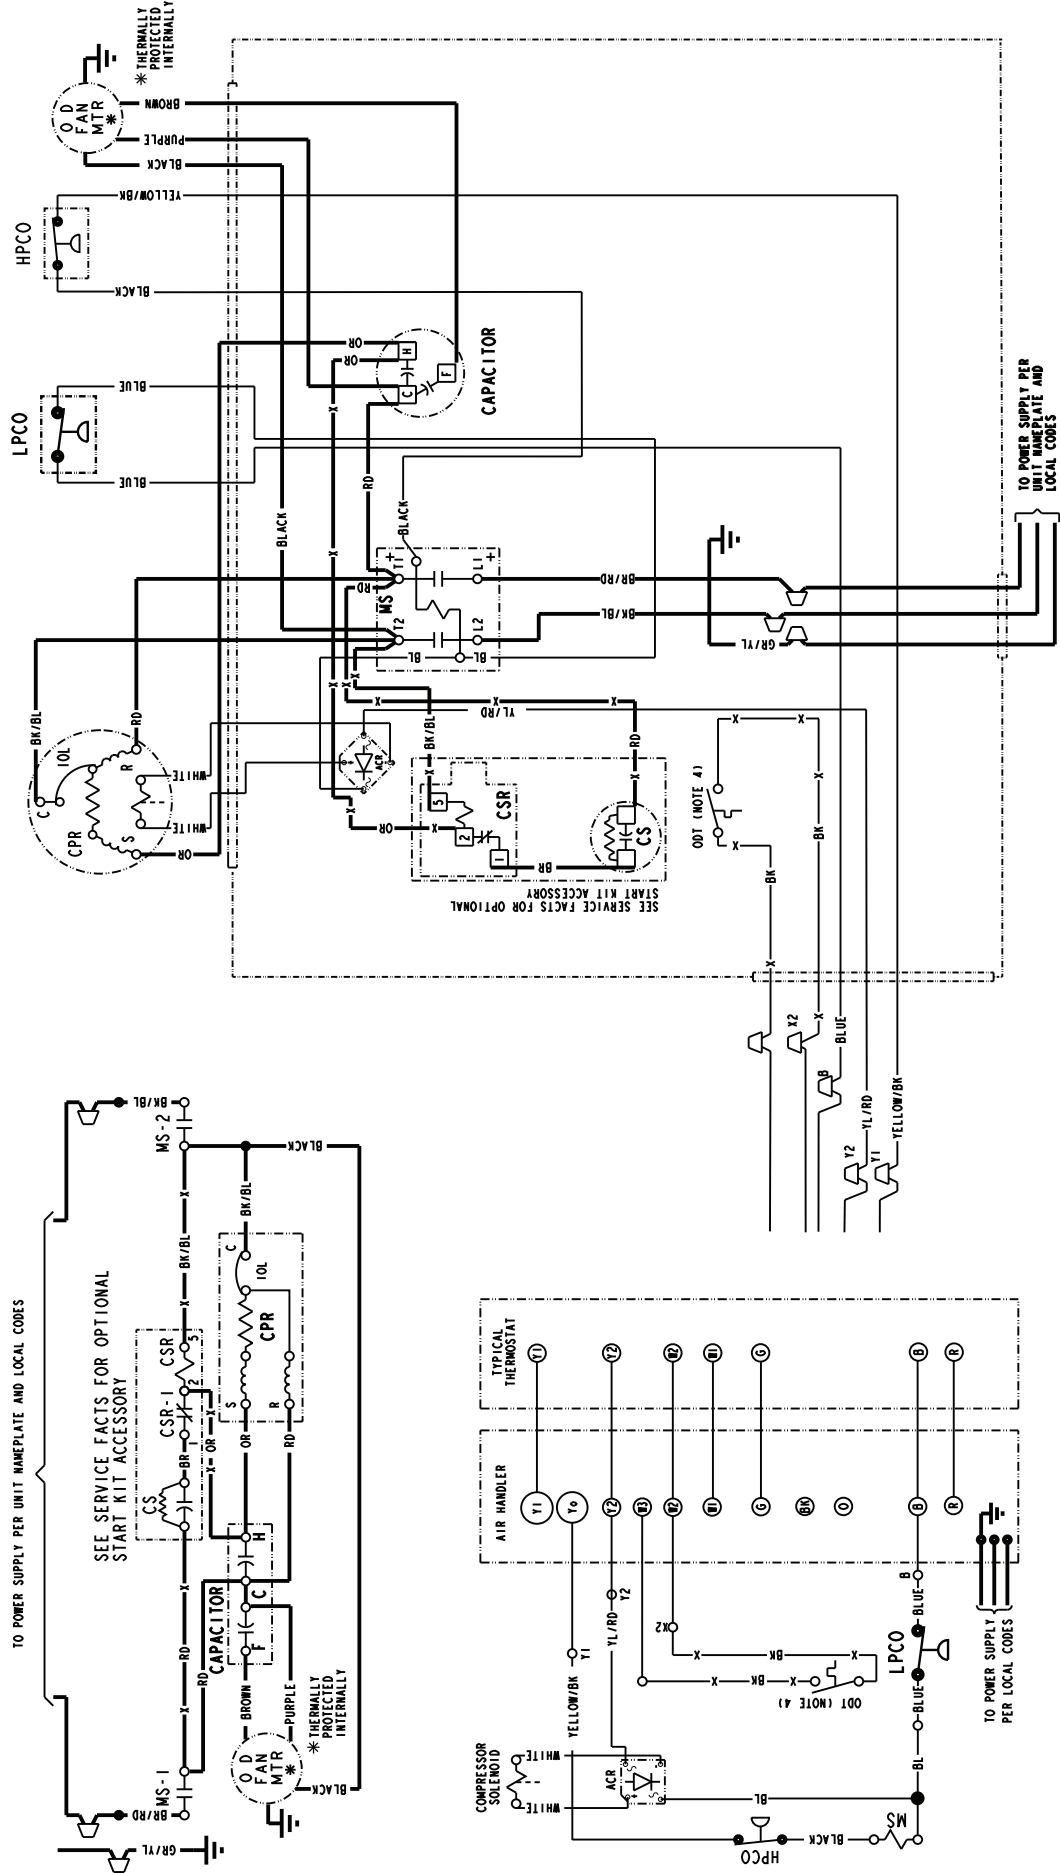 THERMALLY
PROTECTED
INTERNALLY
O D
FAN
MTR
BROWN
PURPLE
BLACK
YELLOW/BK
HPCO
BLACK
OR
OR
H
C
F
CAPACITOR
BLUE
LPCO
BLUE
X
RD
BLACK
BLACK
X
TO POWER SUPPLY PER
UNIT NAMEPLATE AND
LOCAL CODES
T1
L1
RD
MS
BR/RD
T2
L2
BK/BL
BL
BL
GR/YL
X
X
X
X
X
X
YL/RD
BK/BL
RD
BK/BL
RD
IOL
C
R
CPR
S
WHITE
WHITE
OR
ACR
X
OR
X
X
5
2
1
CSR
X
CS
BR
SEE SERVICE FACTS FOR OPTIONAL
START KIT ACCESSORY
X
X
X
ODT (NOTE 4)
X
BK
BK
X
X
X2
BLUE
B
YL/RD
YELLOW/BK
Y2
Y1
TO POWER SUPPLY PER UNIT NAMEPLATE AND LOCAL CODES
BK/BL
MS-2
BLACK
X
BK/BL
BK/BL
X
SEE SERVICE FACTS FOR OPTIONAL
START KIT ACCESSORY
CSR
5
2
CSR-1
1
BR
CS
X
OR
X
C
IOL
CPR
S
R
OR
RD
X
RD
X
RD
CAPACITOR
H
C
F
BROWN
PURPLE
THERMALLY
PROTECTED
INTERNALLY
O D
FAN
MTR
BLACK
MS-1
BR/RD
GR/YL
TYPICAL
THERMOSTAT
Y1
Y2
W2
W1
G
B
R
AIR HANDLER
Y1
Yo
Y2
W3
W2
W1
G
BK
O
B
R
B
BLUE
LPCO
BLUE
BL
TO POWER SUPPLY
PER LOCAL CODES
Y2
YL/RD
Y1
YELLOW/BK
X2
X
BK
X
X
BK
X
ODT (NOTE 4)
COMPRESSOR
SOLENOID
WHITE
WHITE
ACR
BL
HPCO
BLACK
MS